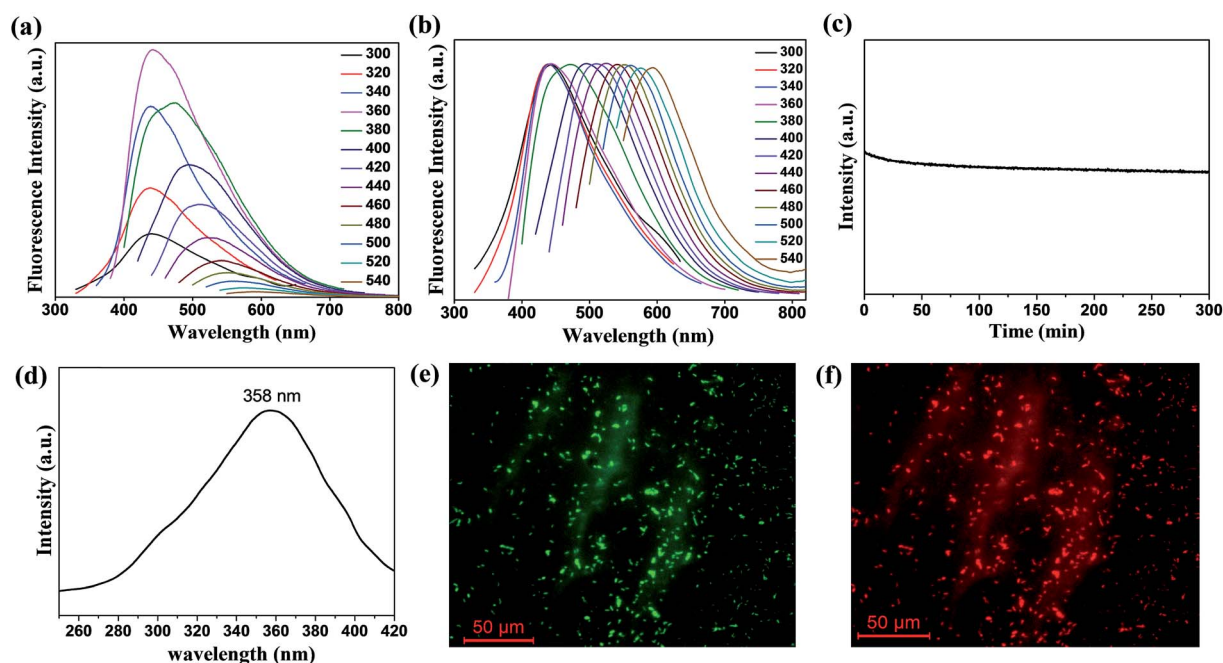 (a)
Fluorescence Intensity (a.u.)
300
320
340
360
380
400
420
440
460
480
500
520
540
300 400 500 600 700 800
Wavelength (nm)
(b)
Fluorescence Intensity (a.u.)
300
320
340
360
380
400
420
440
460
480
500
520
540
300 400 500 600 700 800
Wavelength (nm)
(c)
Intensity (a.u.)
0 50 100 150 200 250 300
Time (min)
(d)
358 nm
Intensity (a.u.)
260 280 300 320 340 360 380 400 420
wavelength (nm)
(e)
50 µm
(f)
50 µm